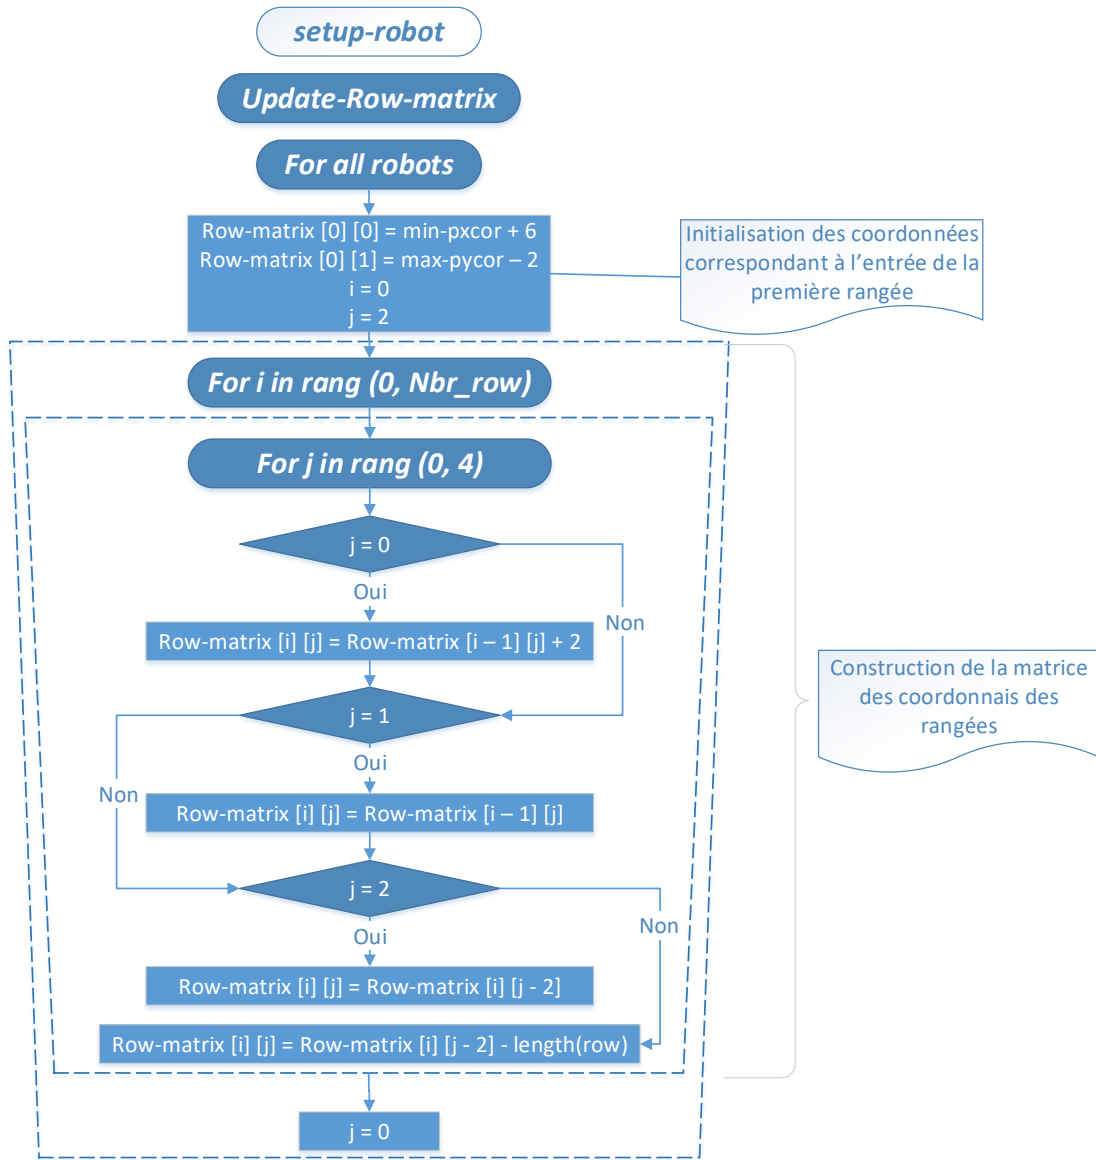 setup-robot
Update-Row-matrix
For all robots
Row-matrix [0] [0] = min-pxcor + 6
Row-matrix [0] [1] = max-pycor – 2
i = 0
j = 2
Initialisation des coordonnées
correspondant à l’entrée de la
première rangée
For i in rang (0, Nbr_row)
For j in rang (0, 4)
j = 0
Oui
Non
Row-matrix [i] [j] = Row-matrix [i – 1] [j] + 2
j = 1
Oui
Non
Row-matrix [i] [j] = Row-matrix [i – 1] [j]
j = 2
Oui
Non
Row-matrix [i] [j] = Row-matrix [i] [j - 2]
Row-matrix [i] [j] = Row-matrix [i] [j - 2] - length(row)
j = 0
Construction de la matrice
des coordonnais des
rangées